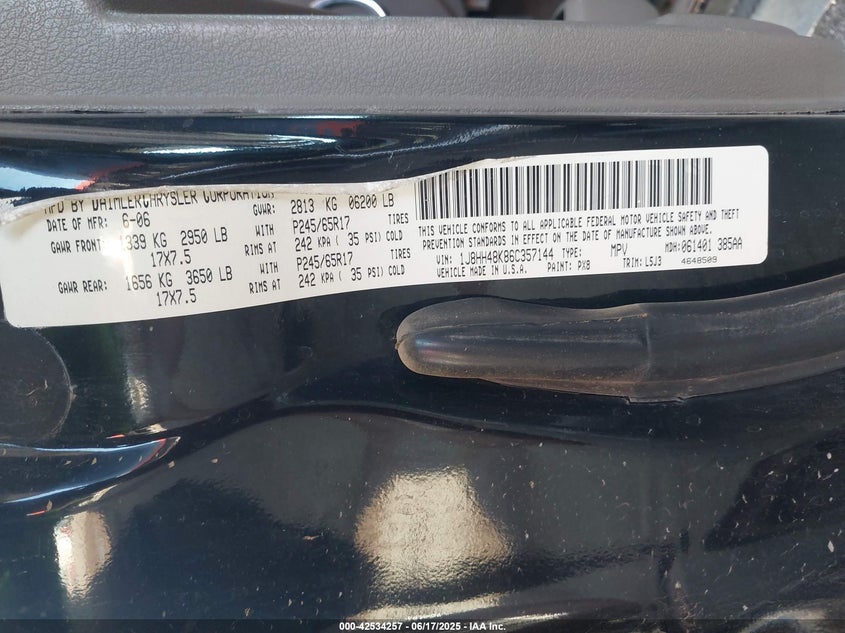 MFD BY DAIMLERCHRYSLER CORPORATION
DATE OF MFR: 6-06 GVWR: 2813 KG 06200 LB
GAWR FRONT: 1339 KG 2950 LB WITH P245/65R17 TIRES
17X7.5 RIMS AT 242 KPA ( 35 PSI) COLD
GAWR REAR: 1656 KG 3650 LB WITH P245/65R17 TIRES
17X7.5 RIMS AT 242 KPA ( 35 PSI) COLD
THIS VEHICLE CONFORMS TO ALL APPLICABLE FEDERAL MOTOR VEHICLE SAFETY AND THEFT
PREVENTION STANDARDS IN EFFECT ON THE DATE OF MANUFACTURE SHOWN ABOVE.
VIN: 1J8HH48K86C357144 TYPE: MPV MDH: 061401 385AA
VEHICLE MADE IN U.S.A. PAINT: PX8 TRIM: L5J3 4648509
000-42534257 - 06/17/2025 - IAA Inc.